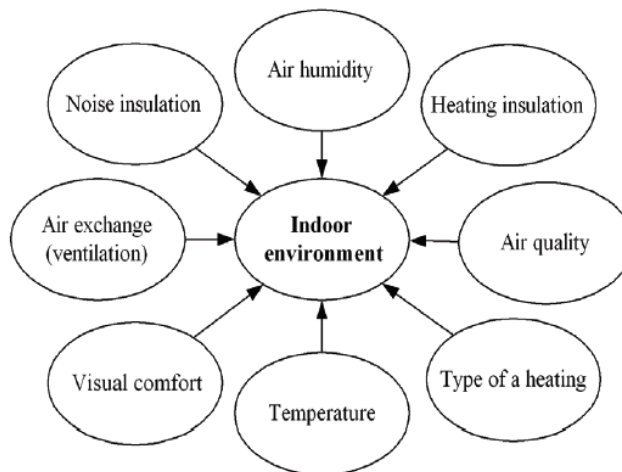 Air humidity
Noise insulation
Heating insulation
Air exchange
(ventilation)
Indoor
environment
Air quality
Visual comfort
Temperature
Type of a heating